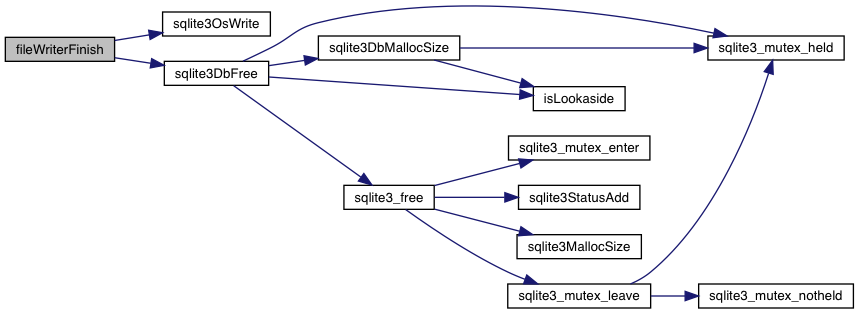 fileWriterFinish
sqlite3OsWrite
sqlite3DbFree
sqlite3DbMallocSize
sqlite3_mutex_held
isLookaside
sqlite3_mutex_enter
sqlite3_free
sqlite3StatusAdd
sqlite3MallocSize
sqlite3_mutex_leave
sqlite3_mutex_notheld